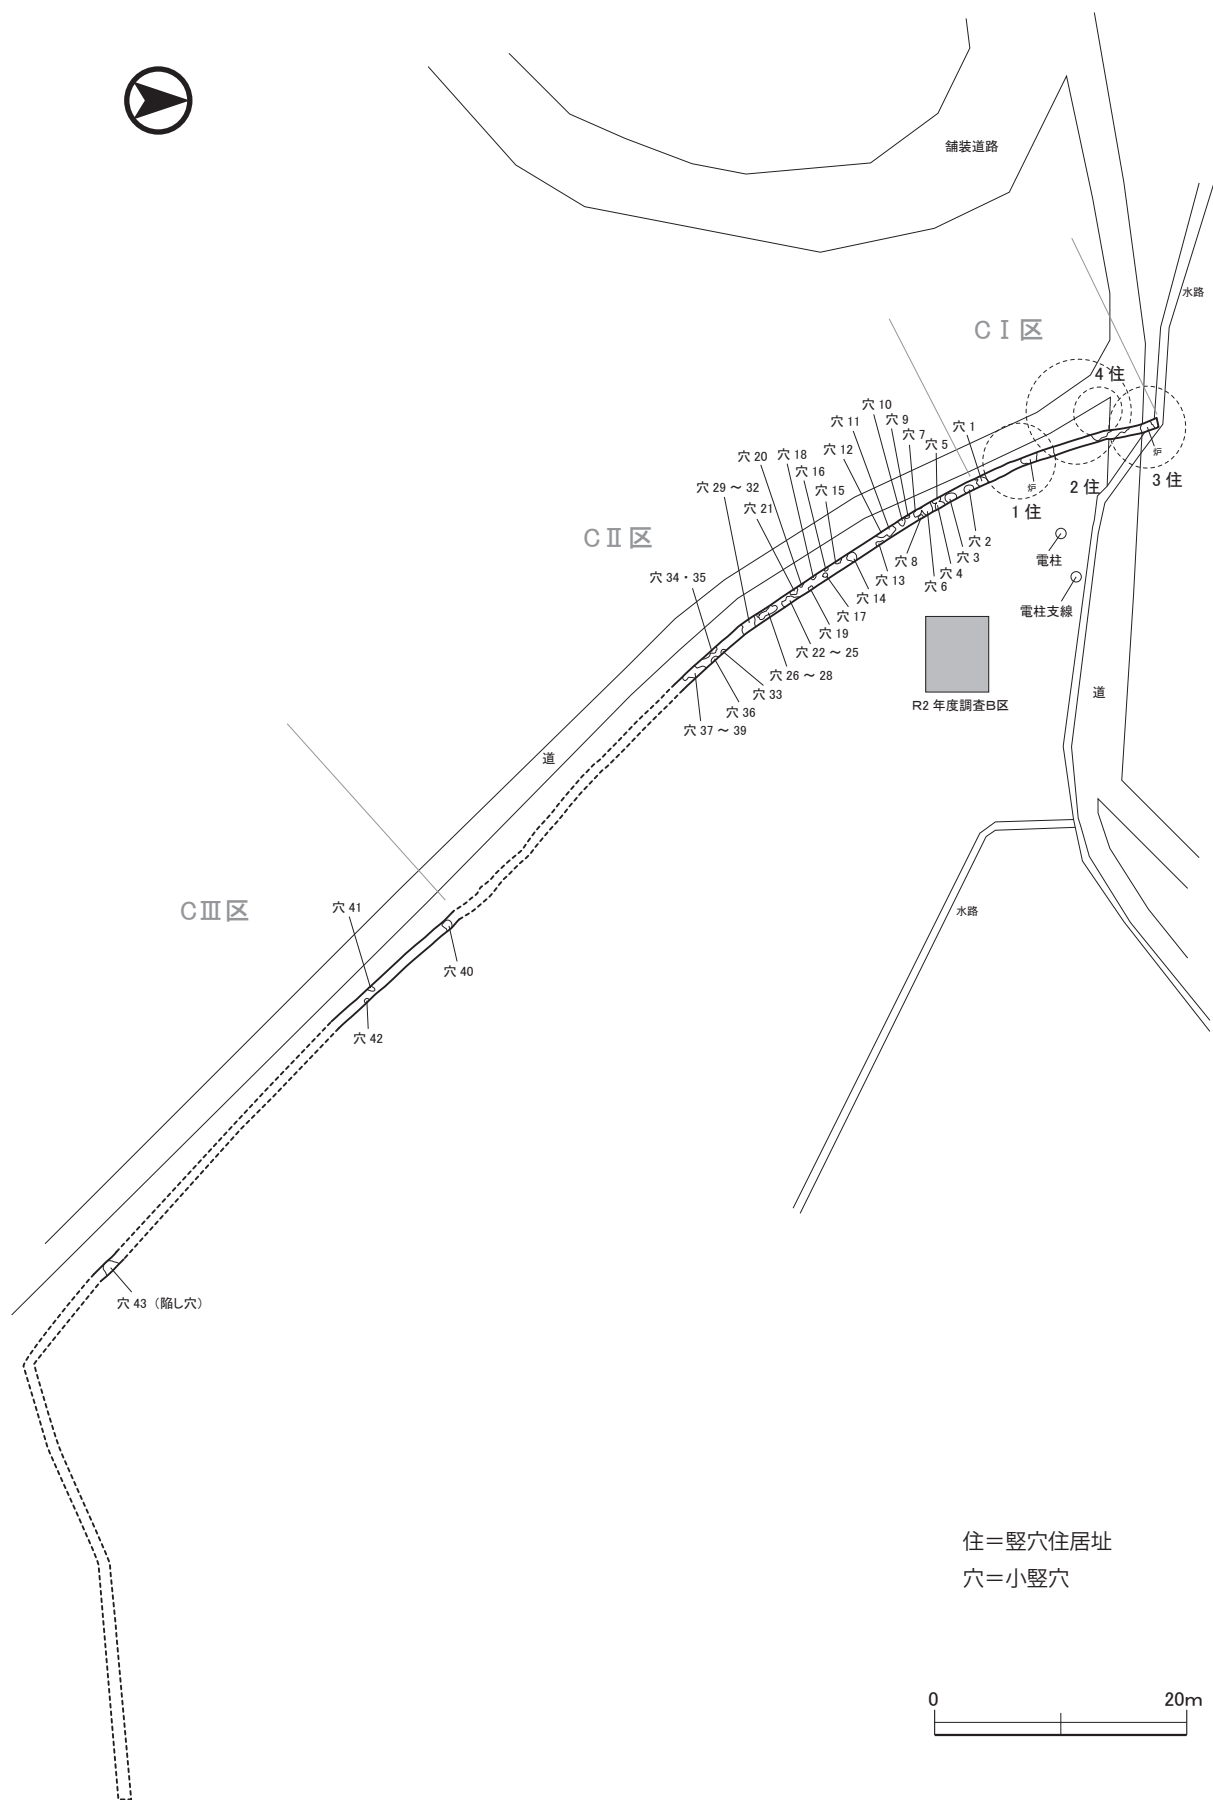 舗装道路
水路
CⅠ区
4住
穴10
穴9
穴11
穴7
穴1
穴5
穴12
穴18
穴20
穴16
炉
3住
穴29～32
穴15
炉
2住
穴21
1住
CⅡ区
穴2
穴3
電柱
穴8
穴4
穴34・35
穴13
穴6
穴14
電柱支線
穴17
穴19
穴22～25
穴26～28
道
穴33
R2年度調査B区
穴36
穴37～39
道
CⅢ区
穴41
水路
穴40
穴42
穴43（陥し穴）
住＝竪穴住居址
穴＝小竪穴
0
20m